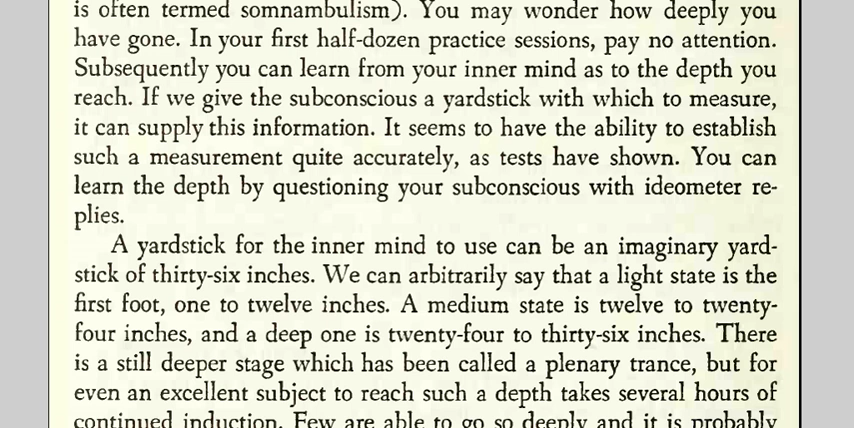 is often termed somnambulism). You may wonder how deeply you
have gone. In your first half-dozen practice sessions, pay no attention.
Subsequently you can learn from your inner mind as to the depth you
reach. If we give the subconscious a yardstick with which to measure,
it can supply this information. It seems to have the ability to establish
such a measurement quite accurately, as tests have shown. You can
learn the depth by questioning your subconscious with ideometer re-
plies.
A yardstick for the inner mind to use can be an imaginary yard-
stick of thirty-six inches. We can arbitrarily say that a light state is the
first foot, one to twelve inches. A medium state is twelve to twenty-
four inches, and a deep one is twenty-four to thirty-six inches. There
is a still deeper stage which has been called a plenary trance, but for
even an excellent subject to reach such a depth takes several hours of
continued induction. Few are able to go so deeply and it is probably